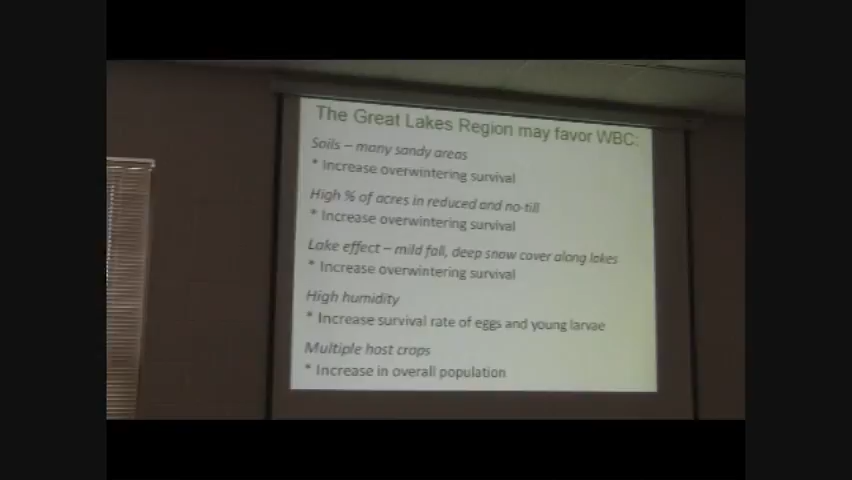 The Great Lakes Region may favor WBC:
Soils – many sandy areas
* Increase overwintering survival
High % of acres in reduced and no-till
* Increase overwintering survival
Lake effect – mild fall, deep snow cover along lakes
* Increase overwintering survival
High humidity
* Increase survival rate of eggs and young larvae
Multiple host crops
* Increase in overall population